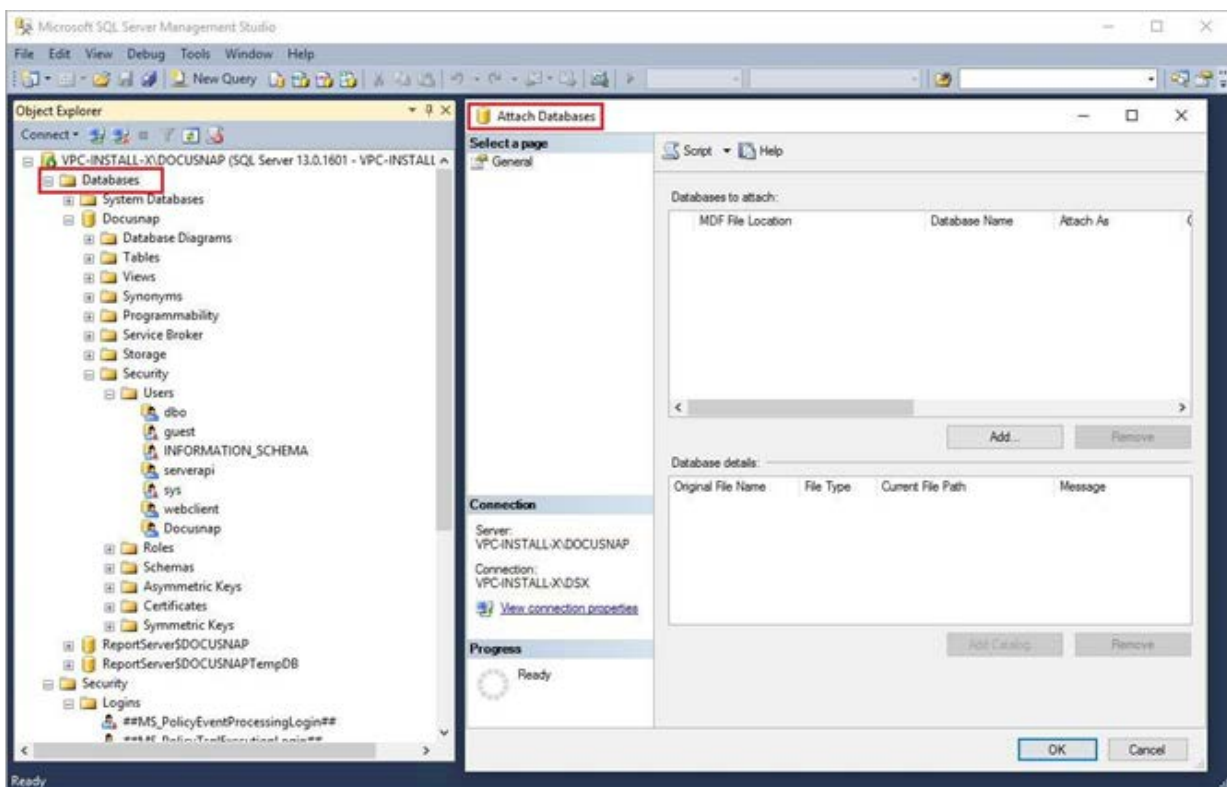 Microsoft SQL Server Management Studio
File Edit View Debug Tools Window Help
New Query
Object Explorer
Connect
VPC-INSTALL-X\DOCUSNAP (SQL Server 13.0.1601 - VPC-INSTALL
Databases
System Databases
Docusnap
Database Diagrams
Tables
Views
Synonyms
Programmability
Service Broker
Storage
Security
Users
dbo
guest
INFORMATION_SCHEMA
serverapi
sys
webclient
Docusnap
Roles
Schemas
Asymmetric Keys
Certificates
Symmetric Keys
ReportServer$DOCUSNAP
ReportServer$DOCUSNAPTempDB
Security
Logins
##MS_PolicyEventProcessingLogin##
##MS_PolicyTsqlExecutionLogin##
Ready
Attach Databases
Select a page
General
Script Help
Databases to attach:
MDF File Location Database Name Attach As
Add... Remove
Database details:
Original File Name File Type Current File Path Message
Add Catalog Remove
Connection
Server:
VPC-INSTALL-X\DOCUSNAP
Connection:
VPC-INSTALL-X\DSX
View connection properties
Progress
Ready
OK Cancel